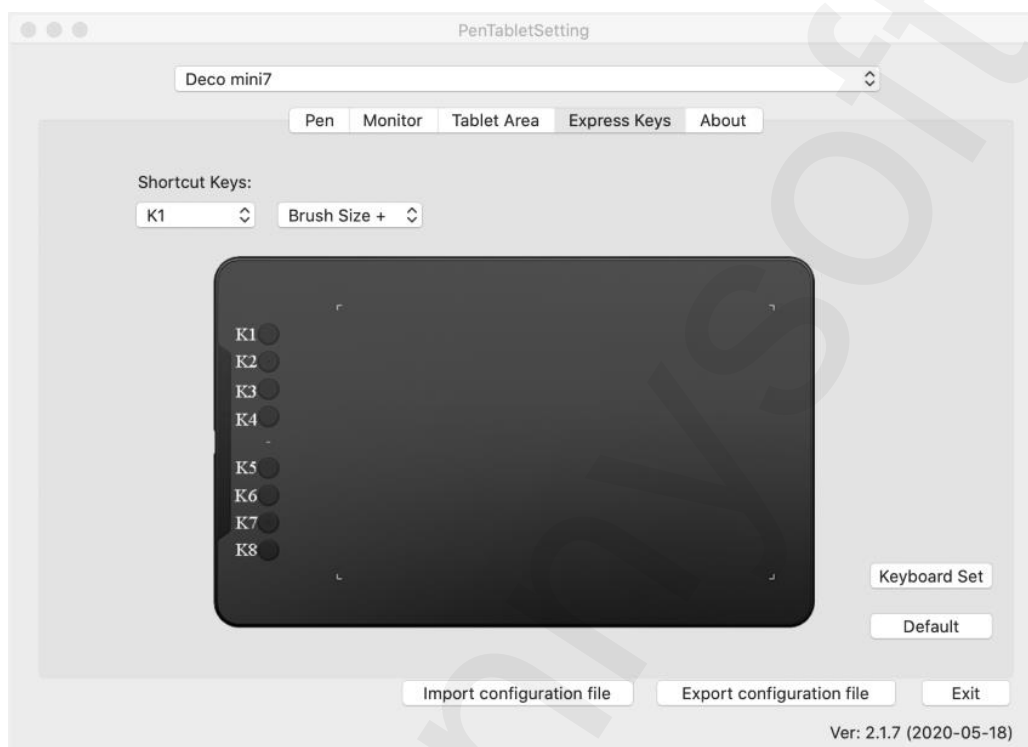 PenTabletSetting
Deco mini7
Pen Monitor Tablet Area Express Keys About
Shortcut Keys:
K1 Brush Size +
K1
K2
K3
K4
K5
K6
K7
K8
Keyboard Set
Default
Import configuration file Export configuration file Exit
Ver: 2.1.7 (2020-05-18)